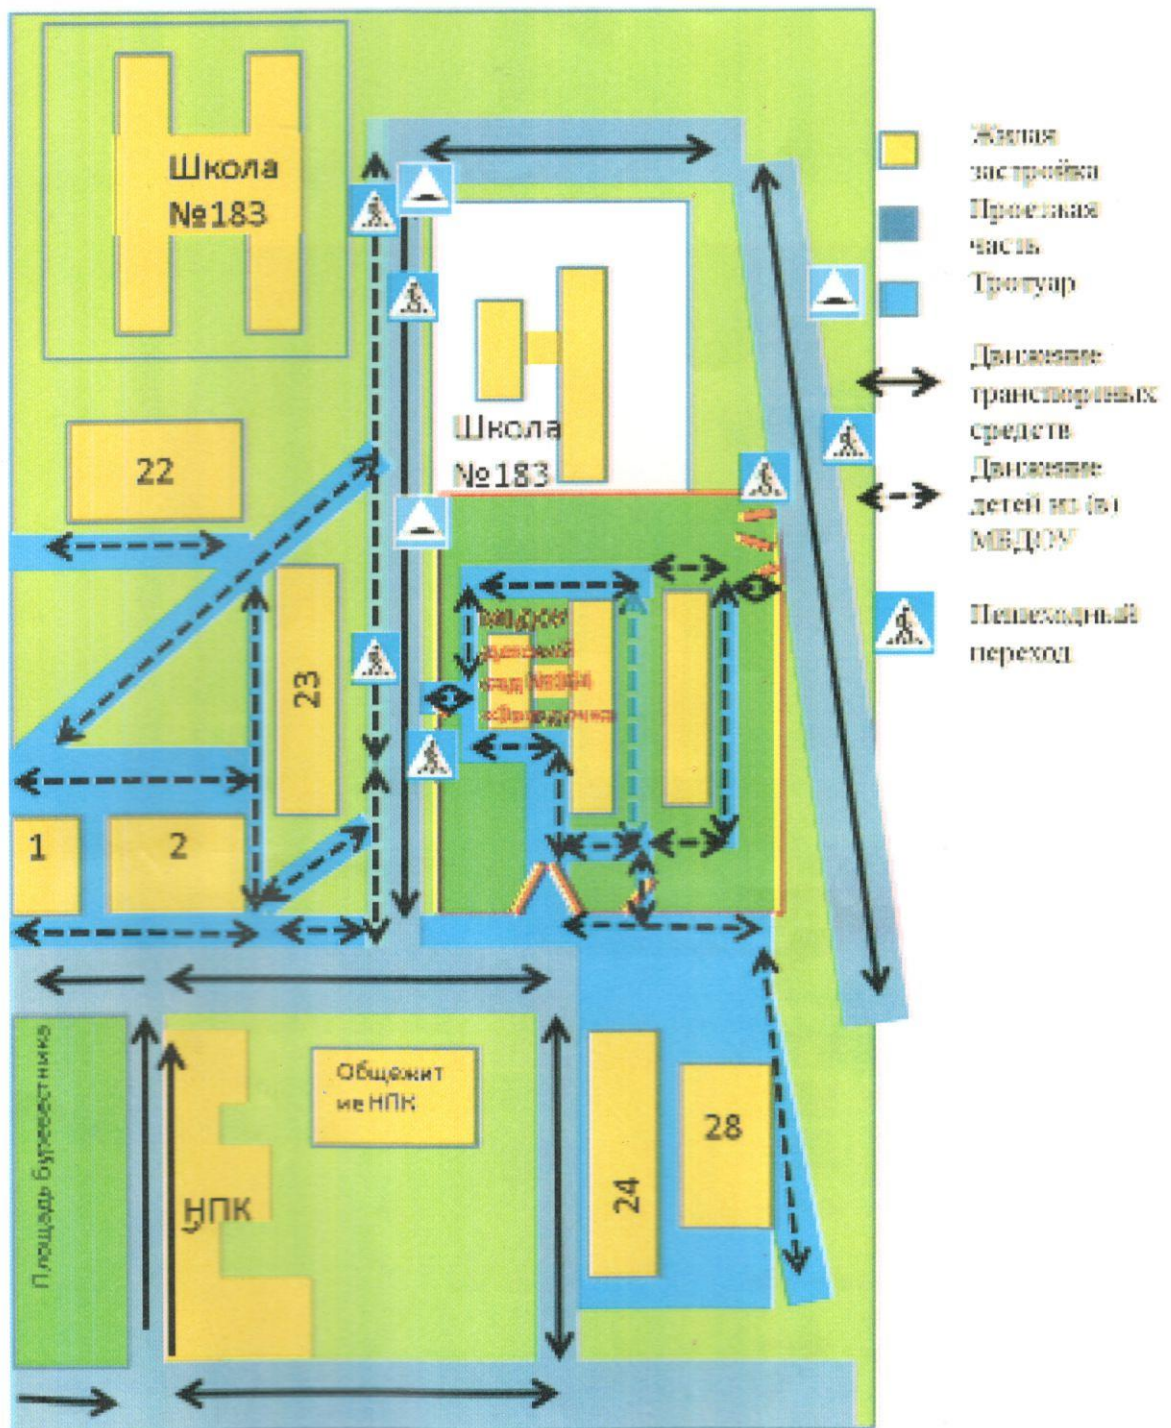 Школа
№183
Жилая
застройка
Проезжая
часть
Тротуар
Движение
транспортных
средств
Движение
детей из (в)
МБДОУ
Пешеходный
переход
Школа
№183
22
23
детский
1
2
Площадь Буревестника
НПК
Общежит
ие НПК
24
28